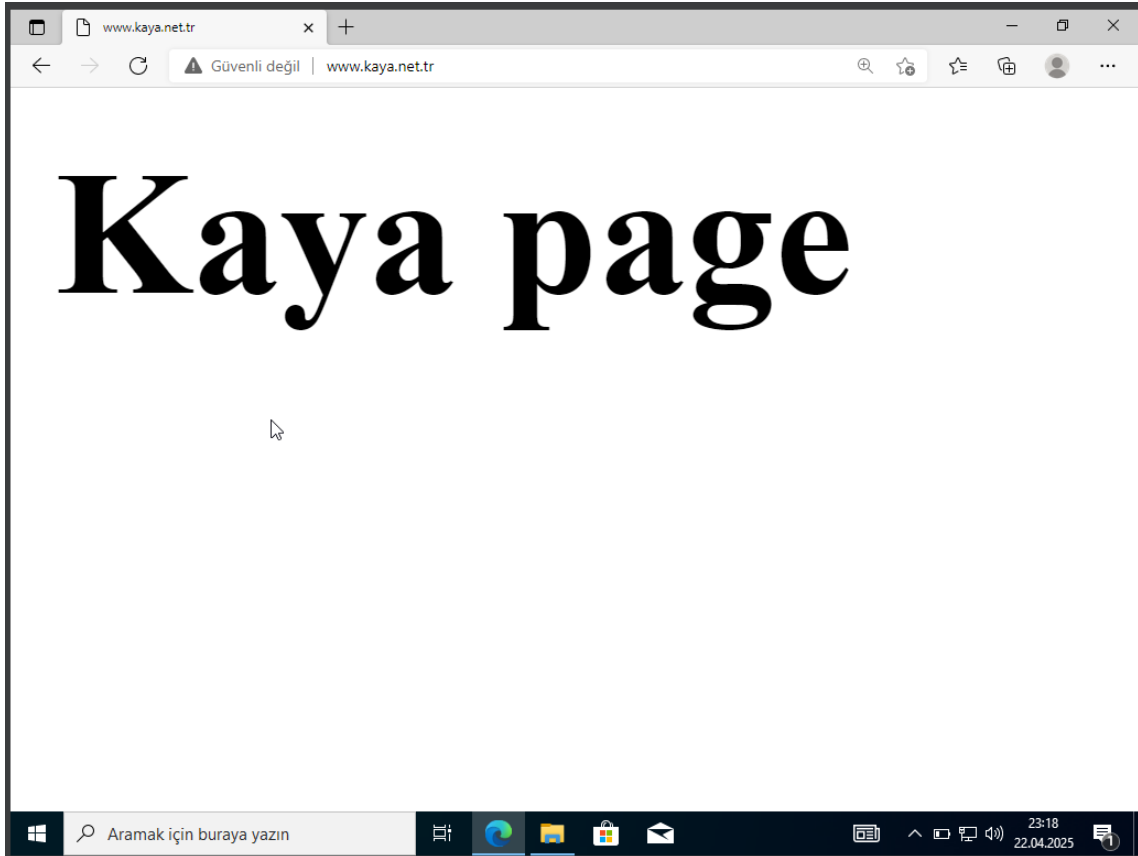 www.kaya.net.tr
Güvenli değil | www.kaya.net.tr
Kaya page
Aramak için buraya yazın
23:18
22.04.2025
1